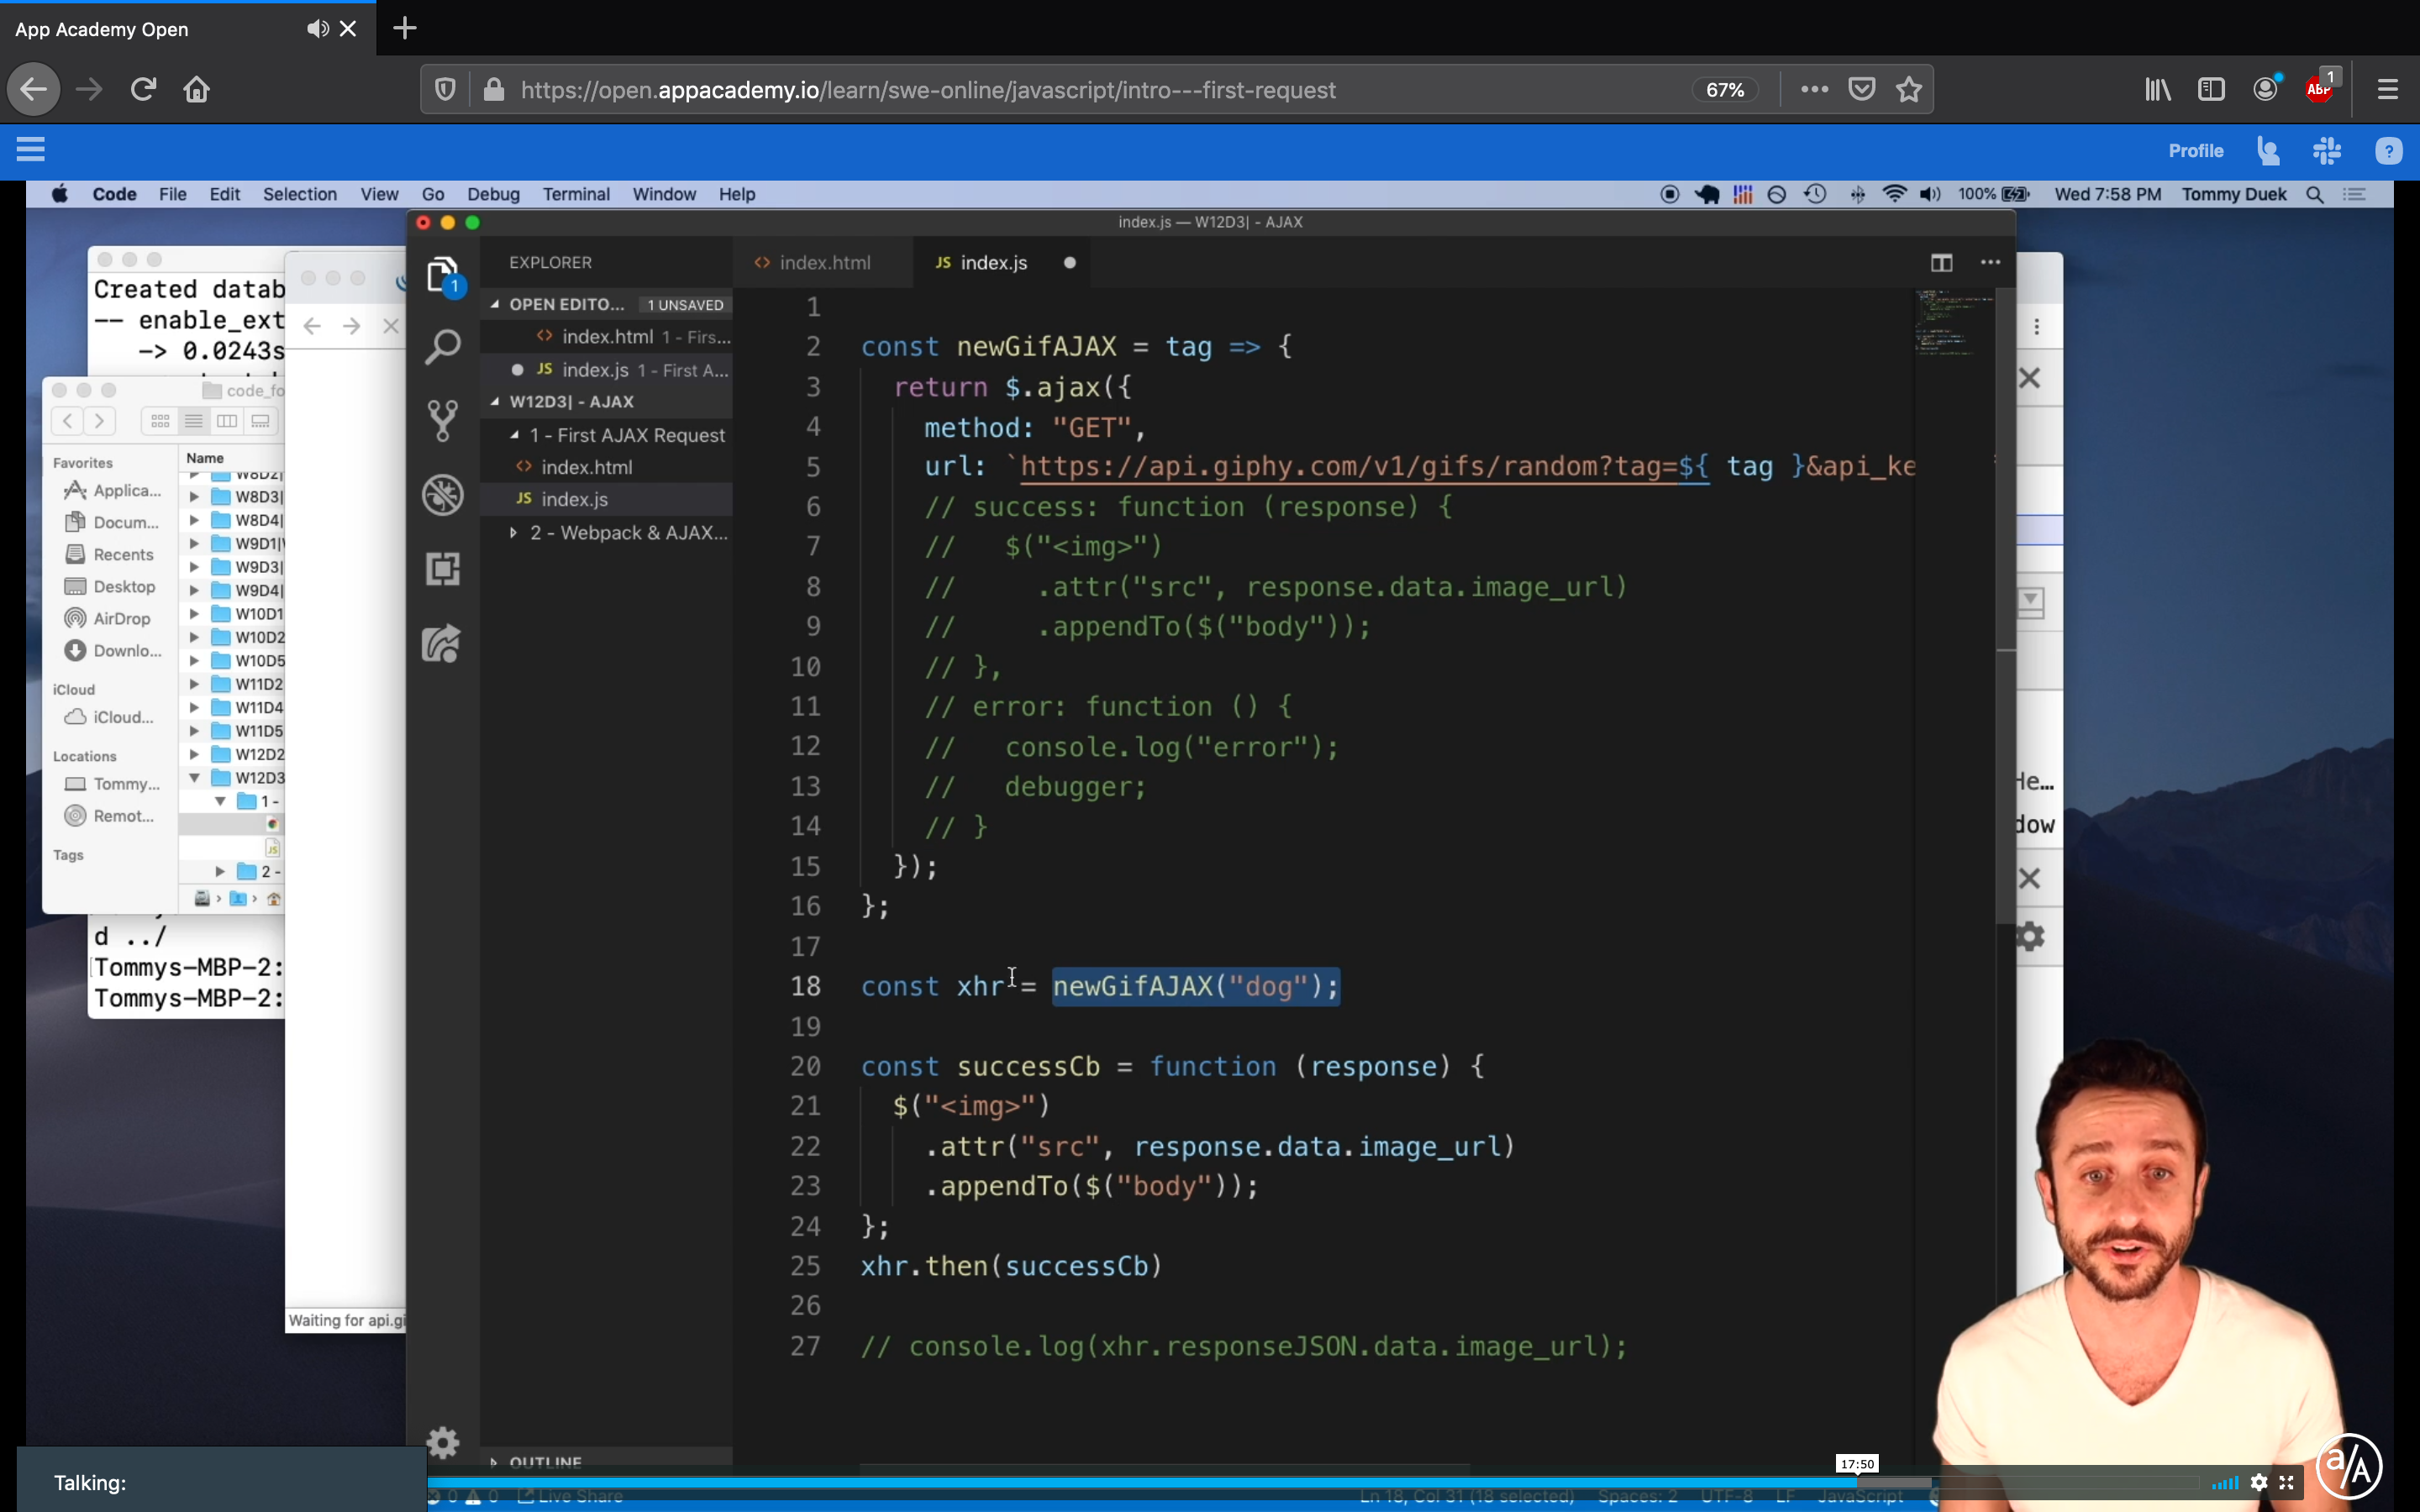 App Academy Open
https://open.appacademy.io/learn/swe-online/javascript/intro---first-request
67%
ABP
1
Profile
?
Code File Edit Selection View Go Debug Terminal Window Help
100% Wed 7:58 PM Tommy Duek
index.js — W12D3| - AJAX
Created datab
-- enable_ext
-> 0.0243s
code_fo
Favorites
Applica...
Docum...
Recents
Desktop
AirDrop
Downlo...
iCloud
iCloud...
Locations
Tommy...
Remot...
Tags
Name
W8D2|
W8D3|
W8D4|
W9D1|
W9D3|
W9D4|
W10D1
W10D2
W10D5
W11D2
W11D4
W11D5
W12D2
W12D3
1 -
2 -
d ../
Tommys-MBP-2:
Tommys-MBP-2:
Waiting for api.gi
1
EXPLORER
OPEN EDITO... 1 UNSAVED
<> index.html 1 - Firs...
JS index.js 1 - First A...
W12D3| - AJAX
1 - First AJAX Request
<> index.html
JS index.js
2 - Webpack & AJAX...
OUTLINE
<> index.html
JS index.js
1
2 const newGifAJAX = tag => {
3 return $.ajax({
4 method: "GET",
5 url: `https://api.giphy.com/v1/gifs/random?tag=${ tag }&api_ke
6 // success: function (response) {
7 // $("<img>")
8 // .attr("src", response.data.image_url)
9 // .appendTo($("body"));
10 // },
11 // error: function () {
12 // console.log("error");
13 // debugger;
14 // }
15 });
16 };
17
18 const xhr = newGifAJAX("dog");
19
20 const successCb = function (response) {
21 $("<img>")
22 .attr("src", response.data.image_url)
23 .appendTo($("body"));
24 };
25 xhr.then(successCb)
26
27 // console.log(xhr.responseJSON.data.image_url);
He...
dow
Talking:
17:50
0 0 Live Share
Ln 18, Col 31 (18 selected) Spaces: 2 UTF-8 LF JavaScript
a/A